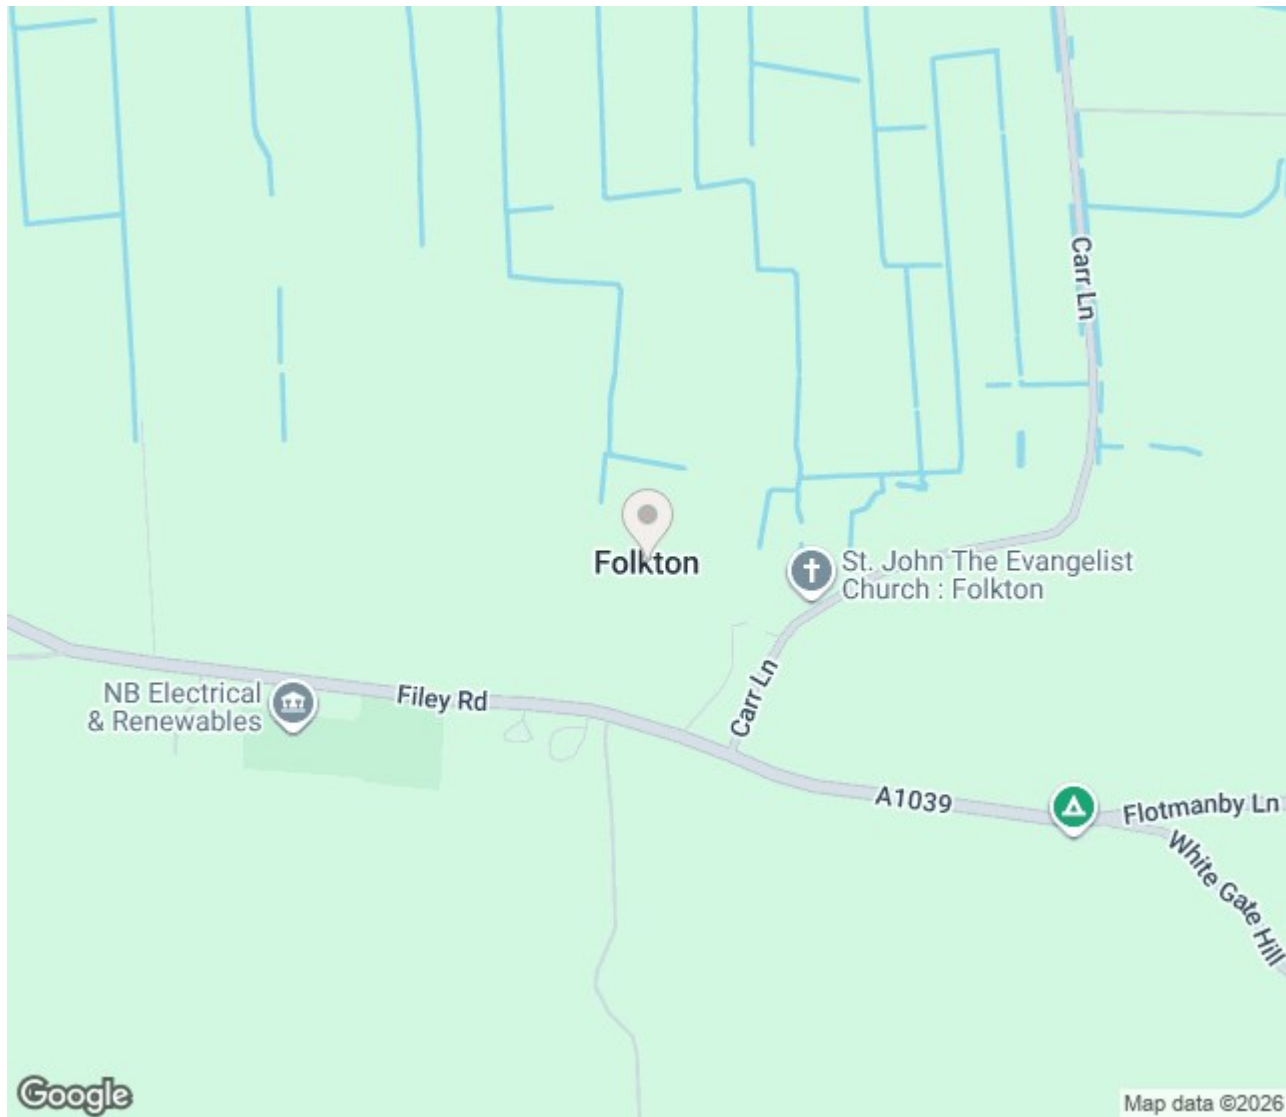 Carr Ln
Folkton
St. John The Evangelist
Church : Folkton
NB Electrical
& Renewables
Filey Rd
Carr Ln
A1039
Flotmanby Ln
White Gate Hill
Google
Map data ©2026